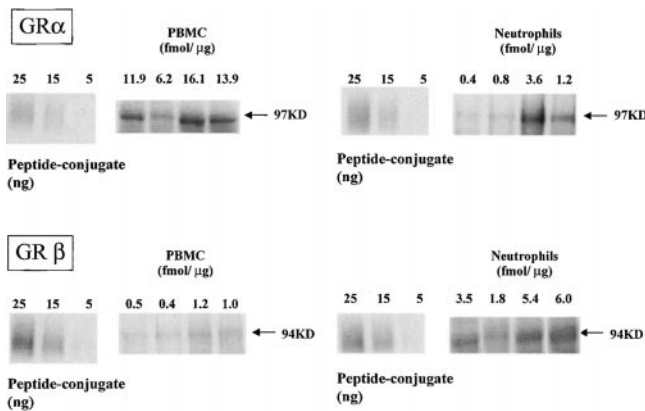 GRα
PBMC
(fmol/ μg)
Neutrophils
(fmol/ μg)
25 15 5 11.9 6.2 16.1 13.9 25 15 5 0.4 0.8 3.6 1.2
97KD 97KD
Peptide-conjugate
(ng)
Peptide-conjugate
(ng)
GR β
PBMC
(fmol/ μg)
Neutrophils
(fmol/ μg)
25 15 5 0.5 0.4 1.2 1.0 25 15 5 3.5 1.8 5.4 6.0
94KD 94KD
Peptide-conjugate
(ng)
Peptide-conjugate
(ng)